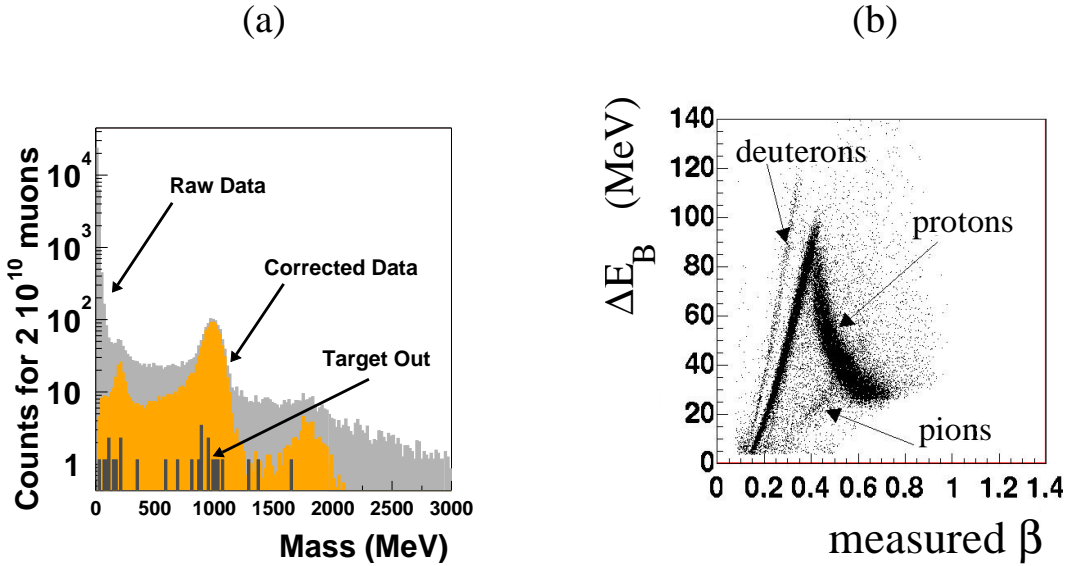 (a)
(b)
Counts for 2 10^10 muons
10^4
10^3
10^2
10
1
Raw Data
Corrected Data
Target Out
0 500 1000 1500 2000 2500 3000
Mass (MeV)
ΔE_B (MeV)
140
120
100
80
60
40
20
0
deuterons
protons
pions
0 0.2 0.4 0.6 0.8 1 1.2 1.4
measured β